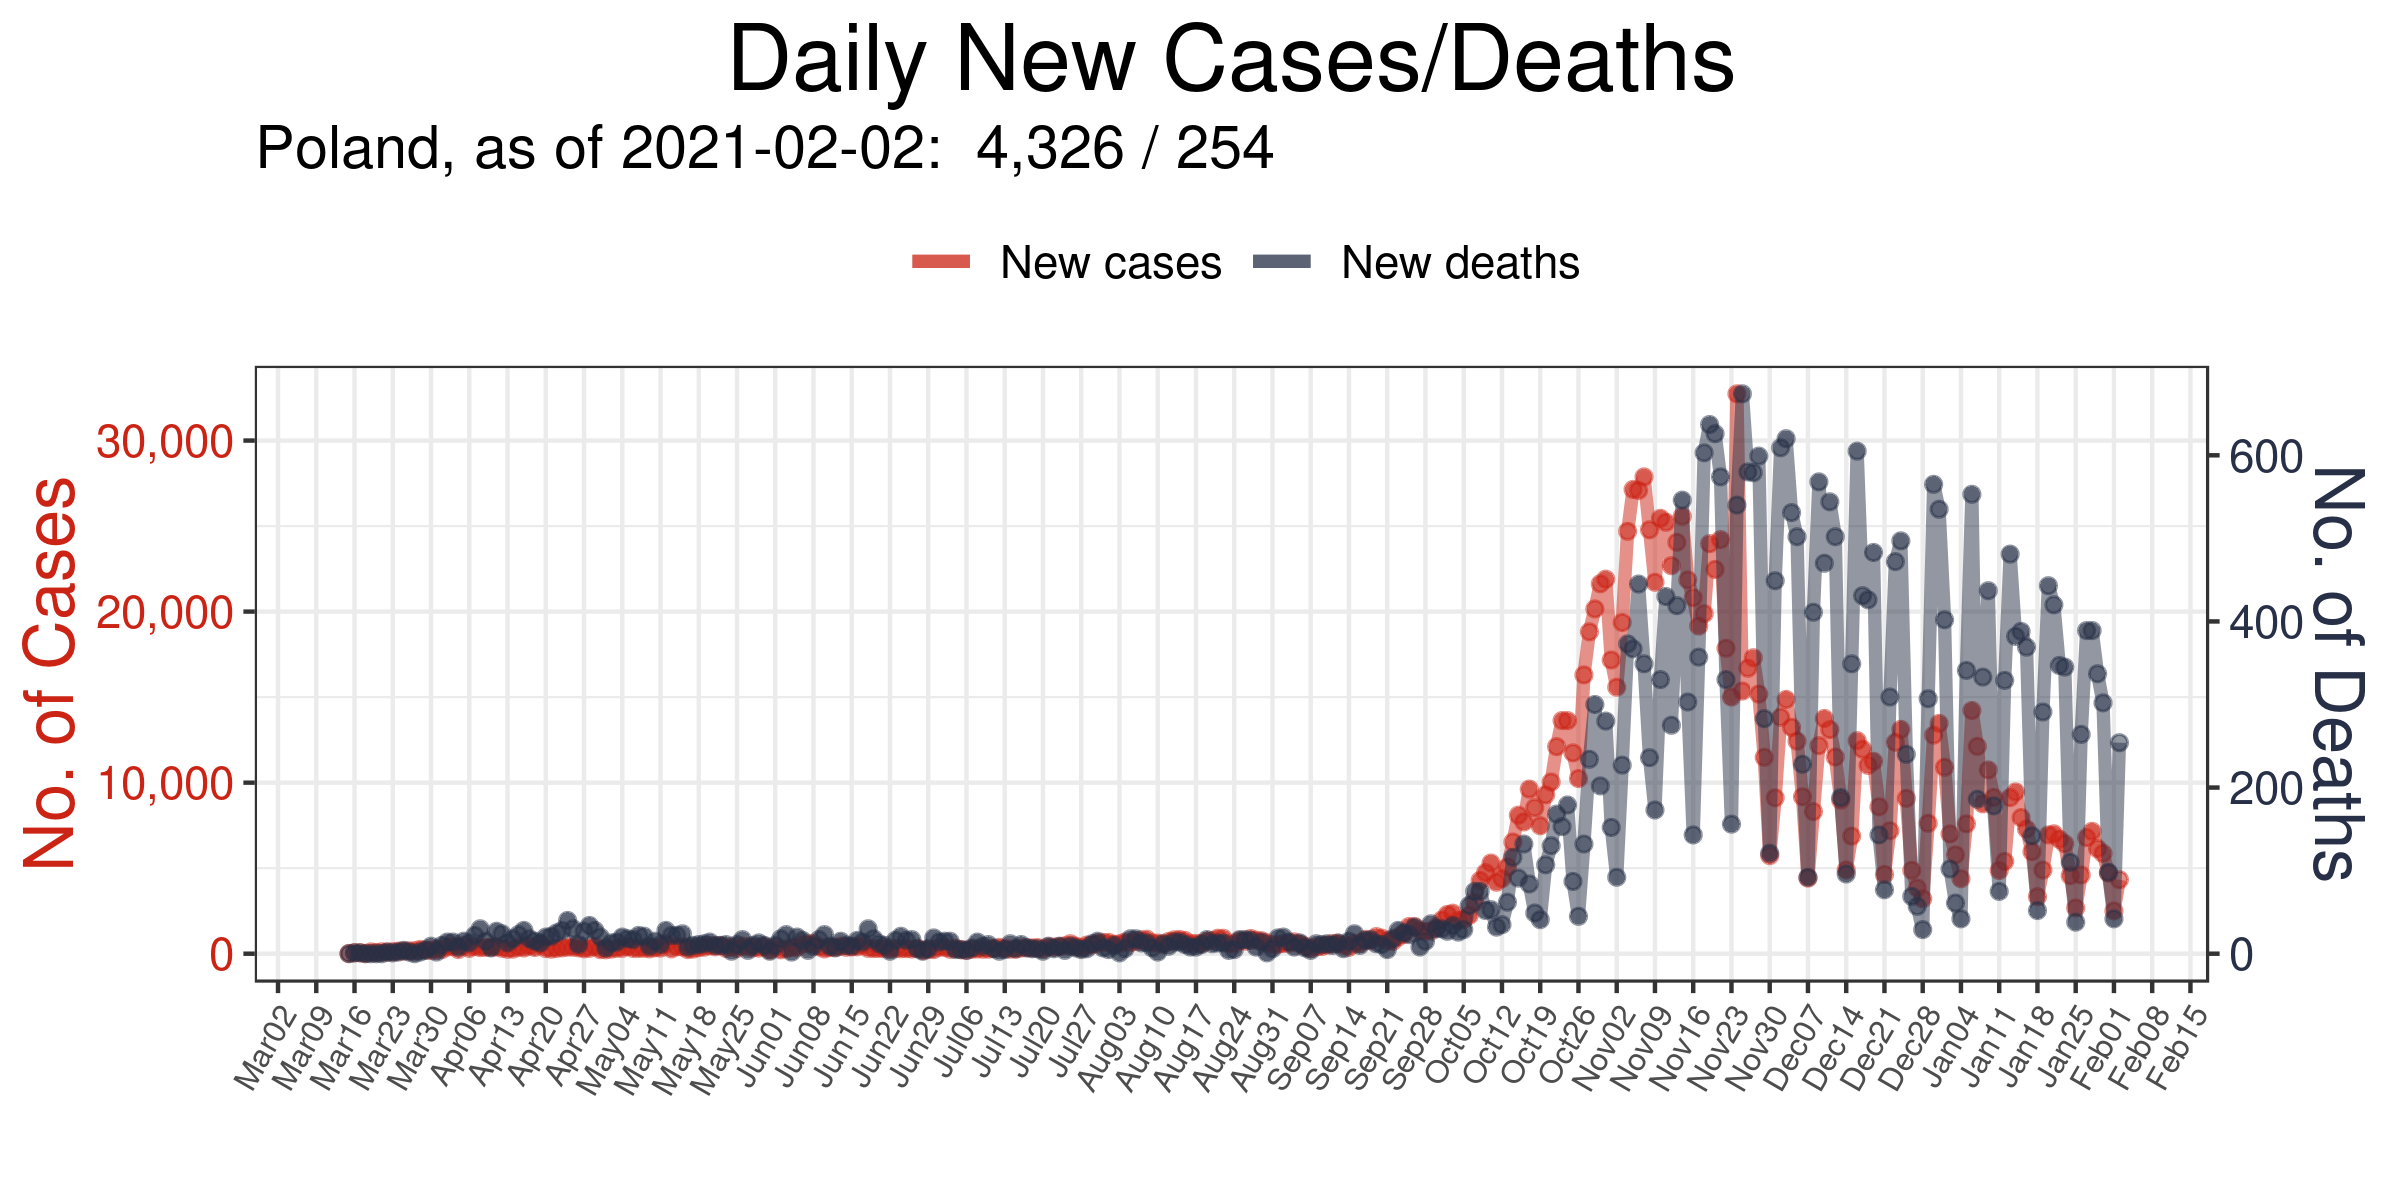 Daily New Cases/Deaths
Poland, as of 2021-02-02: 4,326 / 254
New cases
New deaths
No. of Cases
30,000
20,000
10,000
0
600
400
200
0
No. of Deaths
Mar02
Mar09
Mar16
Mar23
Mar30
Apr06
Apr13
Apr20
Apr27
May04
May11
May18
May25
Jun01
Jun08
Jun15
Jun22
Jun29
Jul06
Jul13
Jul20
Jul27
Aug03
Aug10
Aug17
Aug24
Aug31
Sep07
Sep14
Sep21
Sep28
Oct05
Oct12
Oct19
Oct26
Nov02
Nov09
Nov16
Nov23
Nov30
Dec07
Dec14
Dec21
Dec28
Jan04
Jan11
Jan18
Jan25
Feb01
Feb08
Feb15